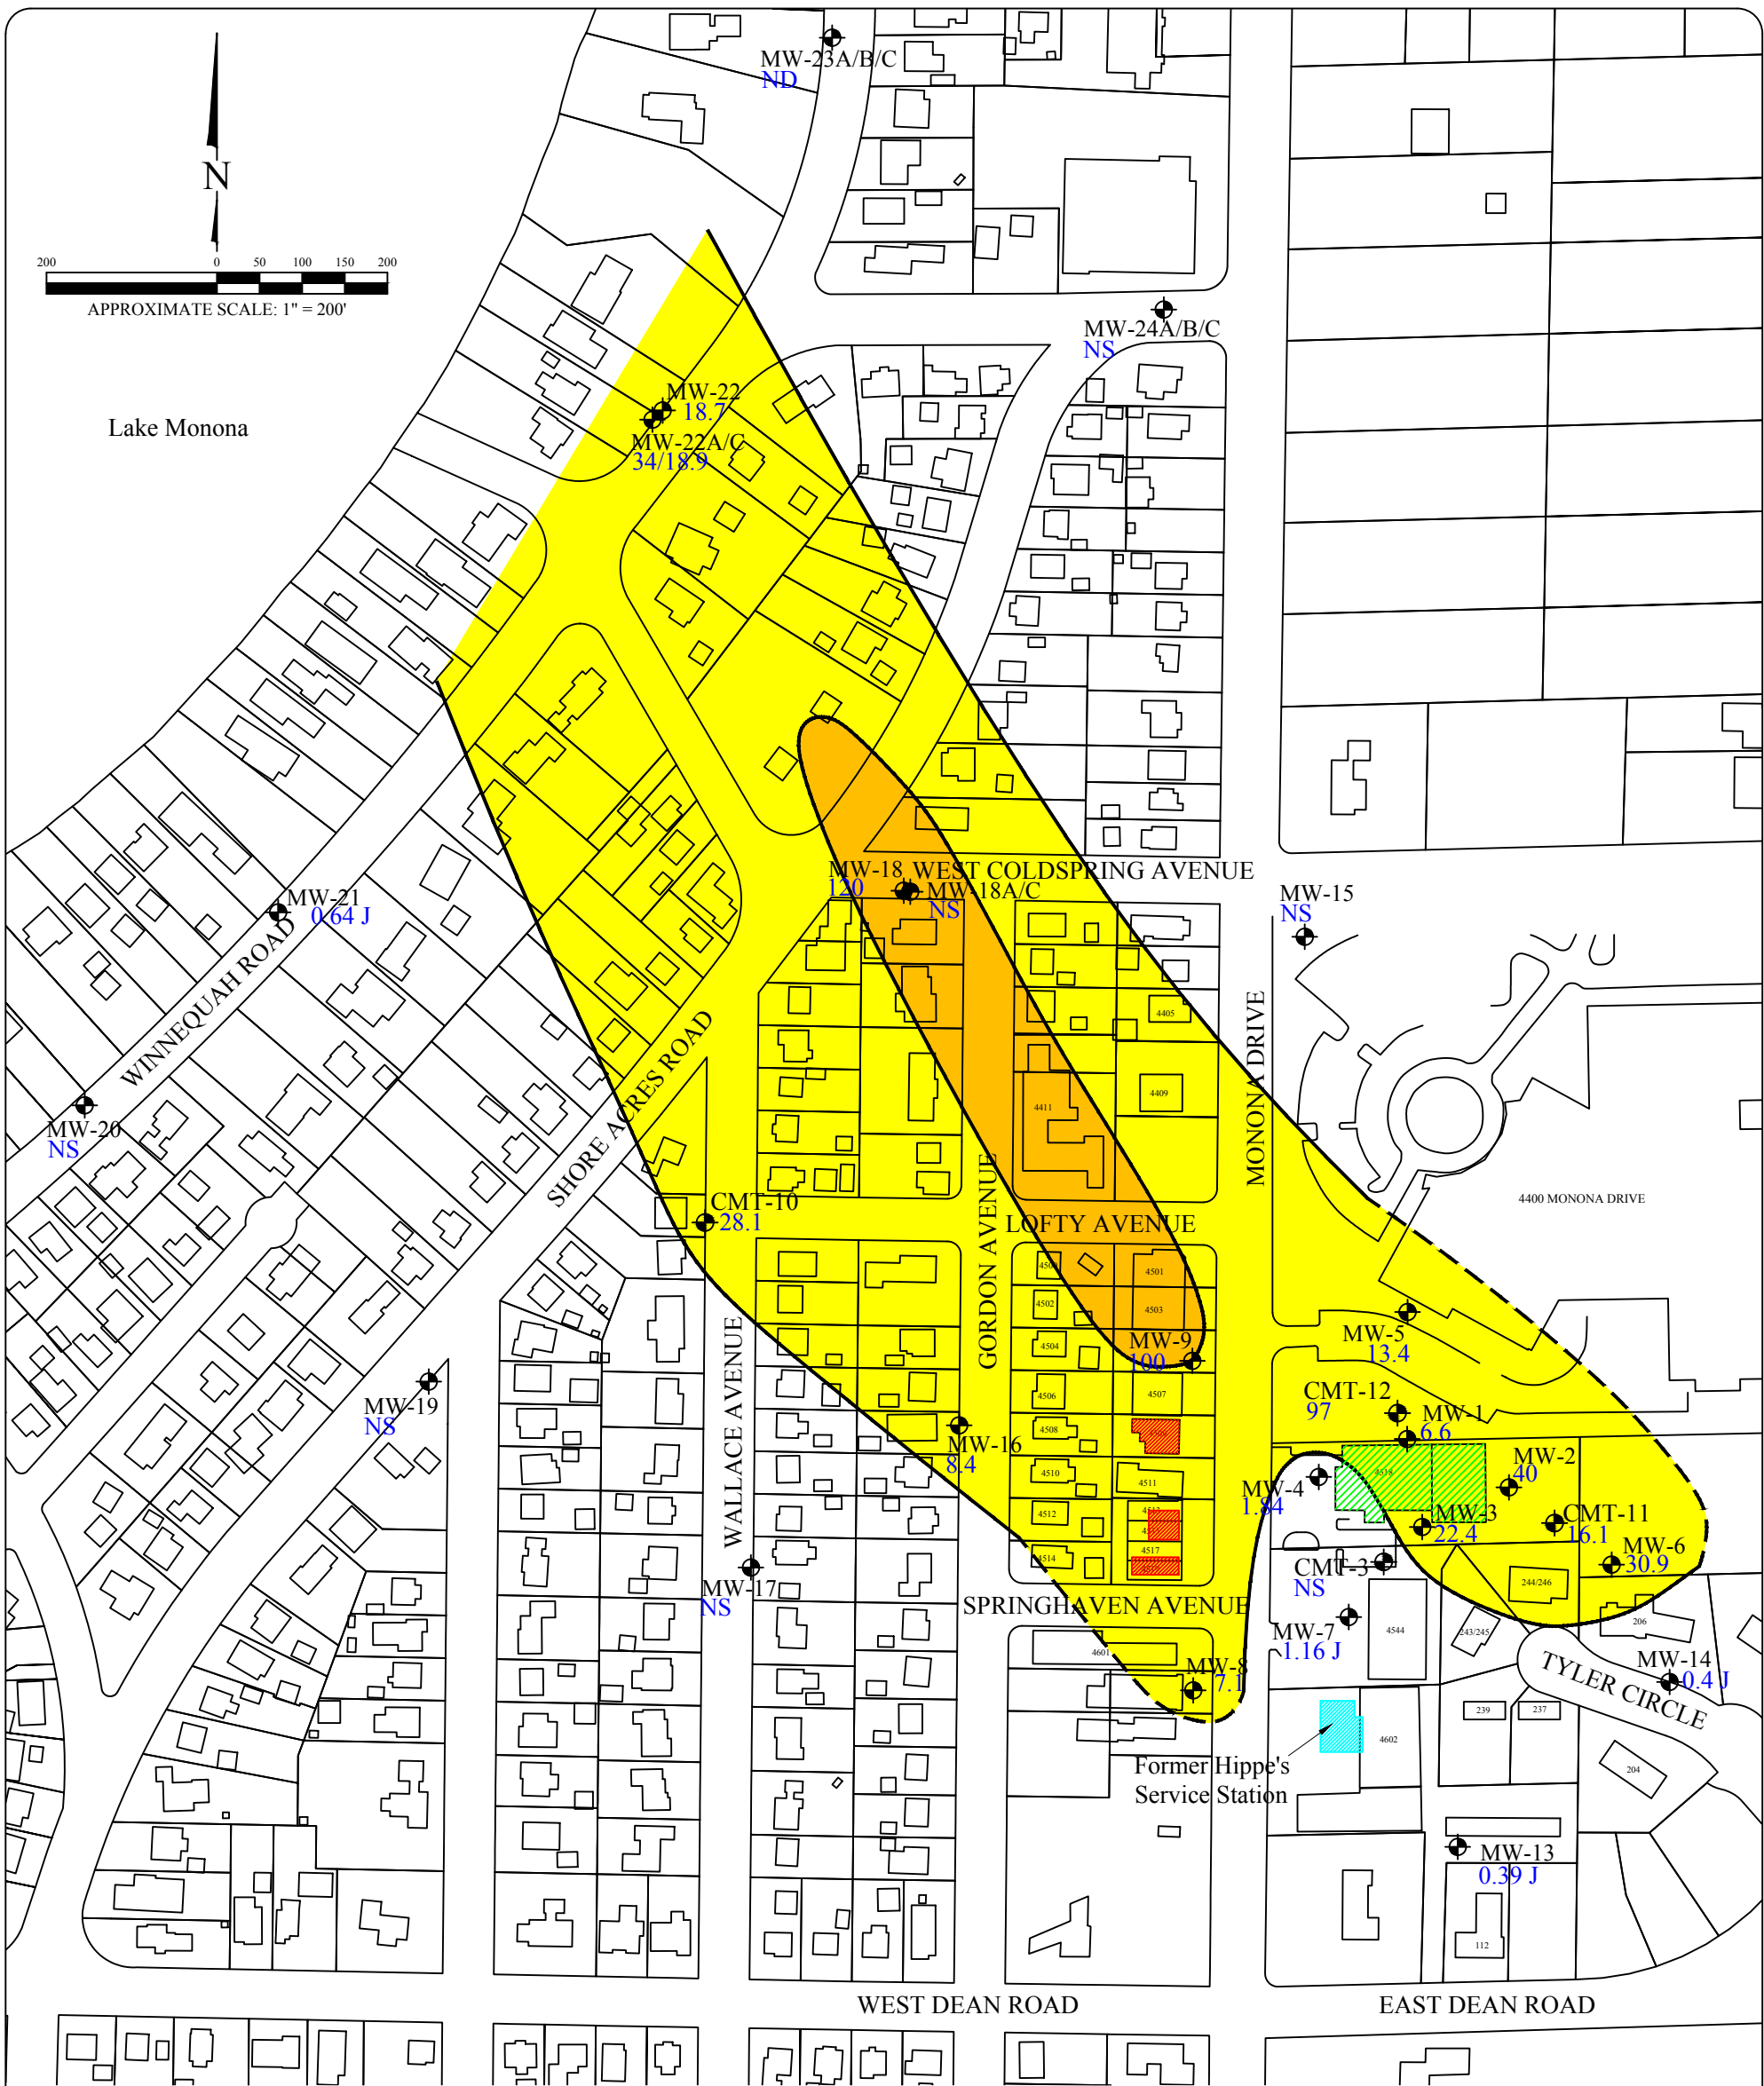 MW-23A/B/C
ND
N
200 0 50 100 150 200
APPROXIMATE SCALE: 1" = 200'
MW-24A/B/C
NS
MW-22
18.7
MW-22A/C
34/18.9
Lake Monona
MW-18
120
WEST COLDSPRING AVENUE
MW-18A/C
NS
MW-15
NS
MW-21
0.64 J
WINNEQUAH ROAD
SHORE ACRES ROAD
MONONA DRIVE
4405
4409
4411
MW-20
NS
CMT-10
28.1
GORDON AVENUE
LOFTY AVENUE
4400 MONONA DRIVE
4501
4502
4503
4504
MW-9
100
MW-5
13.4
WALLACE AVENUE
MW-19
NS
4506
4507
CMT-12
97
MW-1
6.6
4508
MW-16
8.4
4510
4511
4518
MW-2
40
MW-4
1.84
4512
MW-3
22.4
CMT-11
16.1
4514
4517
CMT-3
NS
MW-6
30.9
MW-17
NS
244/246
SPRINGHAVEN AVENUE
MW-7
1.16 J
4544
243/245
206
4601
MW-8
7.1
TYLER CIRCLE
MW-14
0.4 J
239
237
4602
Former Hippe's
Service Station
204
MW-13
0.39 J
112
WEST DEAN ROAD
EAST DEAN ROAD